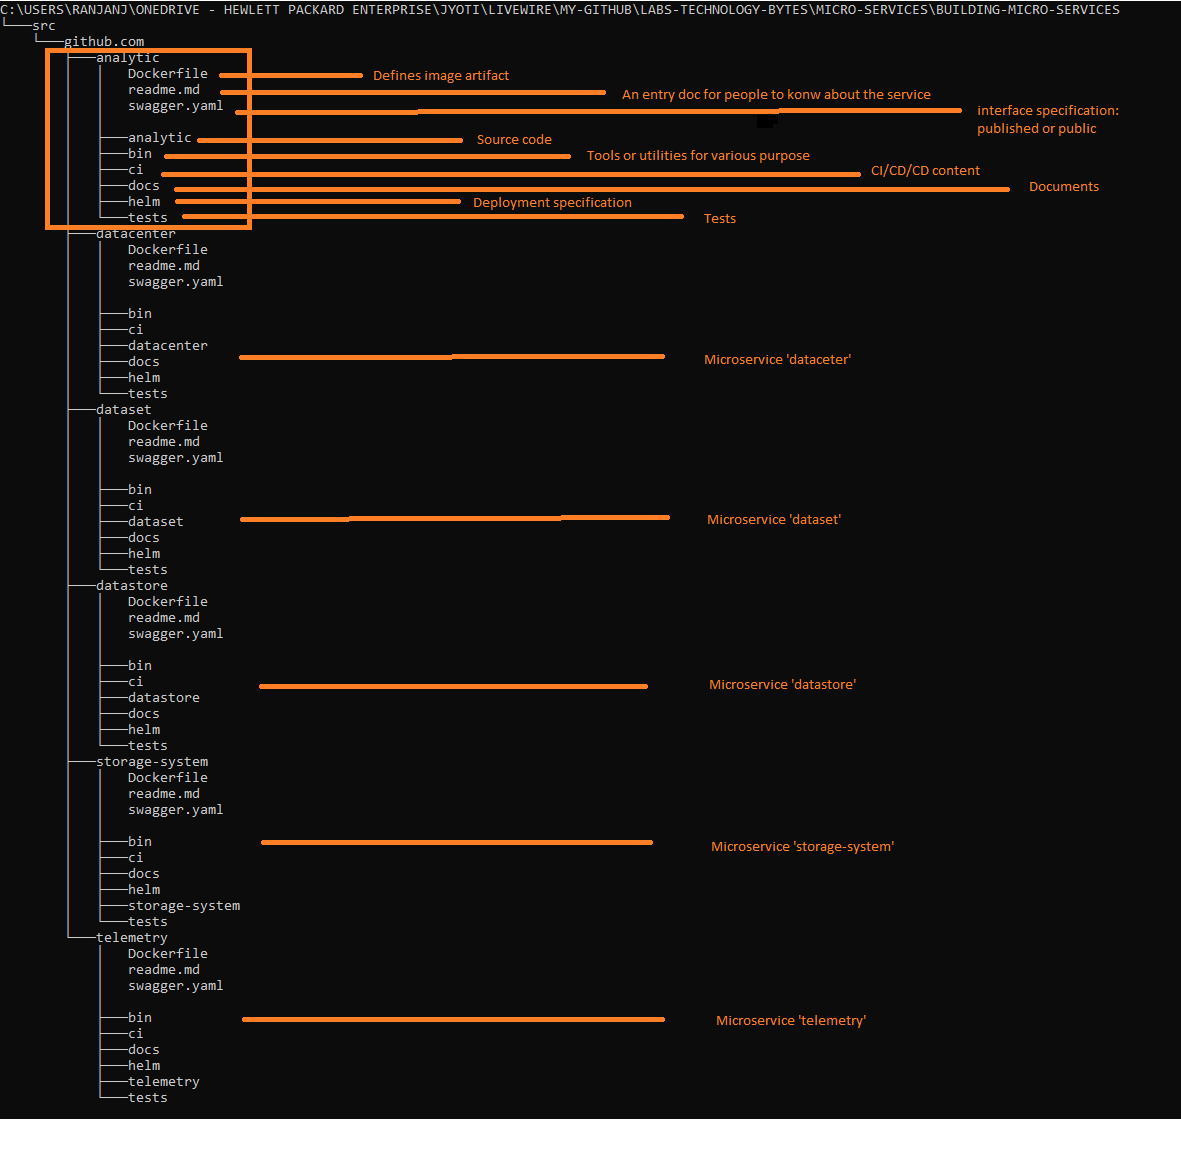 C:\USERS\RANJANJ\ONEDRIVE - HEWLETT PACKARD ENTERPRISE\JYOTI\LIVEWIRE\MY-GITHUB\LABS-TECHNOLOGY-BYTES\MICRO-SERVICES\BUILDING-MICRO-SERVICES
src
github.com
analytic
Dockerfile Defines image artifact
readme.md An entry doc for people to konw about the service
swagger.yaml interface specification:
published or public
analytic Source code
bin Tools or utilities for various purpose
ci CI/CD/CD content
docs Documents
helm Deployment specification
tests Tests
datacenter
Dockerfile
readme.md
swagger.yaml
bin
ci
datacenter
docs Microservice 'dataceter'
helm
tests
dataset
Dockerfile
readme.md
swagger.yaml
bin
ci
dataset Microservice 'dataset'
docs
helm
tests
datastore
Dockerfile
readme.md
swagger.yaml
bin
ci Microservice 'datastore'
datastore
docs
helm
tests
storage-system
Dockerfile
readme.md
swagger.yaml
bin Microservice 'storage-system'
ci
docs
helm
storage-system
tests
telemetry
Dockerfile
readme.md
swagger.yaml
bin Microservice 'telemetry'
ci
docs
helm
telemetry
tests